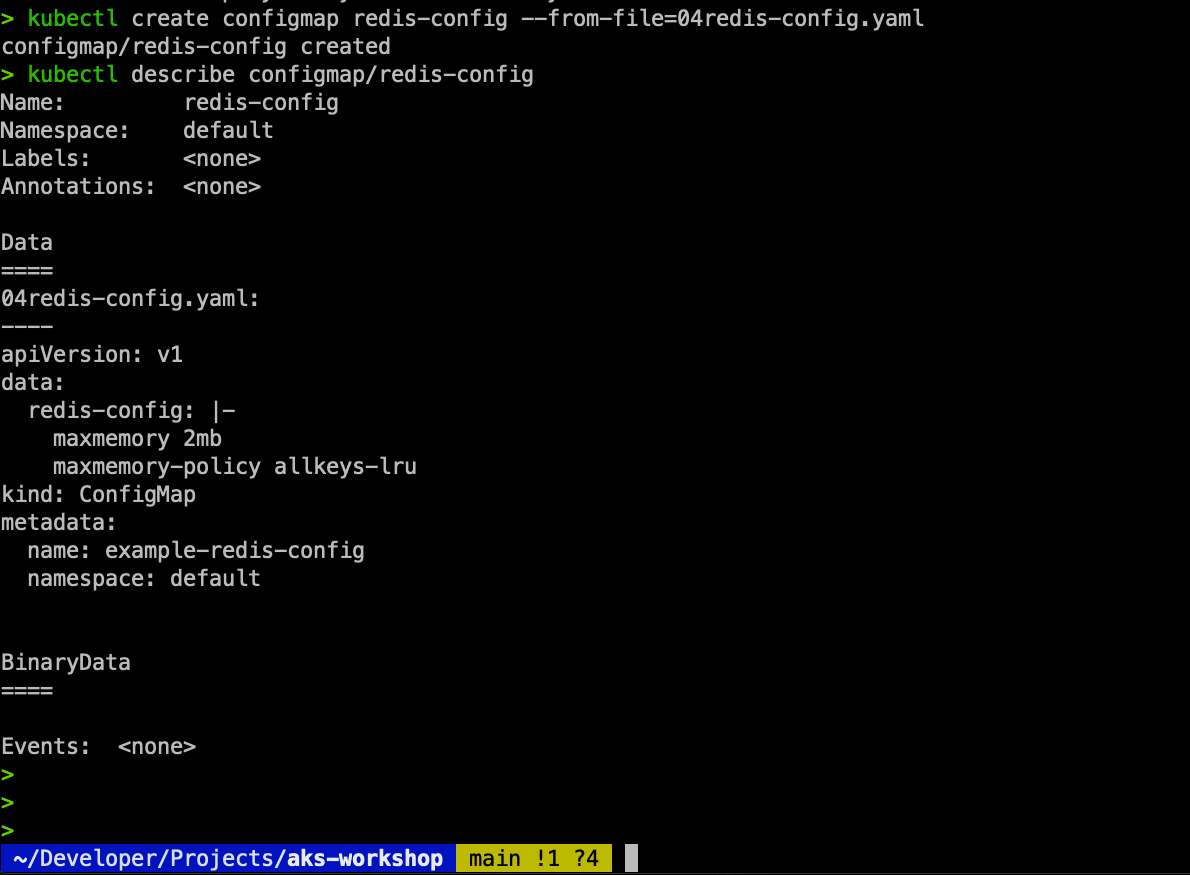 > kubectl create configmap redis-config --from-file=04redis-config.yaml
configmap/redis-config created
> kubectl describe configmap/redis-config
Name:         redis-config
Namespace:    default
Labels:       <none>
Annotations:  <none>

Data
====
04redis-config.yaml:
----
apiVersion: v1
data:
  redis-config: |-
    maxmemory 2mb
    maxmemory-policy allkeys-lru
kind: ConfigMap
metadata:
  name: example-redis-config
  namespace: default

BinaryData
====

Events:  <none>
>
>
>
~/Developer/Projects/aks-workshop  main !1 ?4